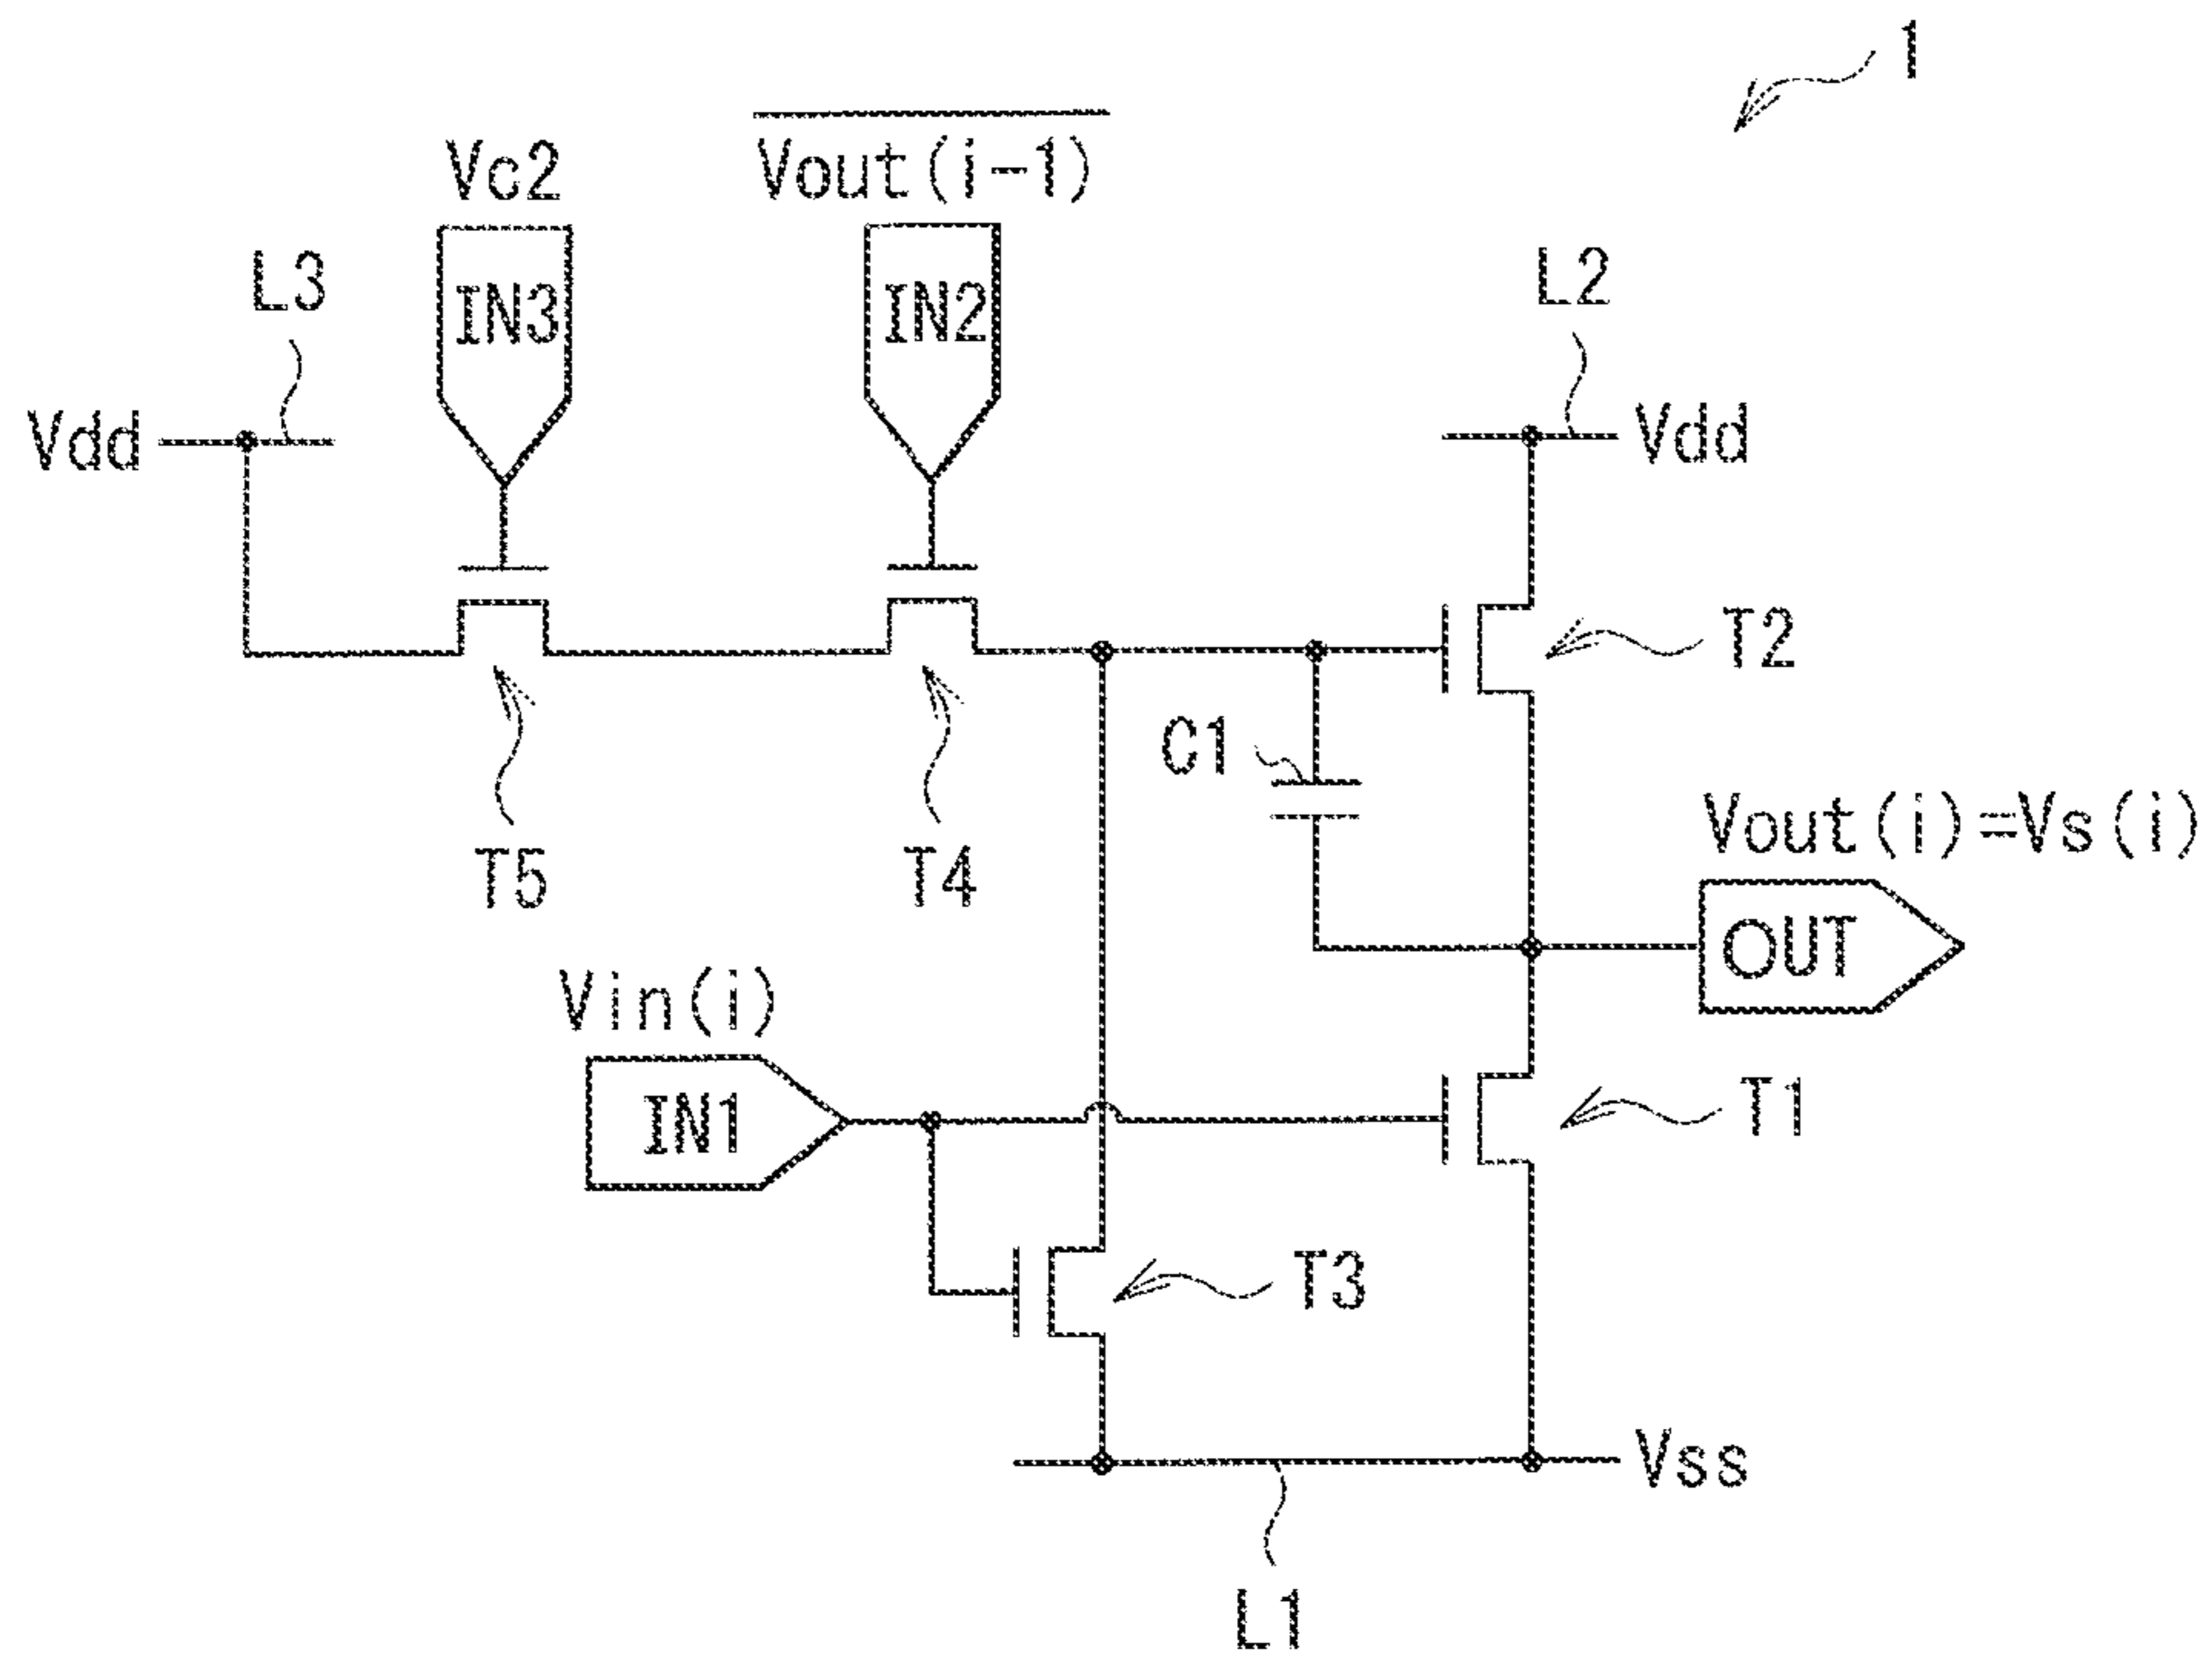 1
Vc2
V̅o̅u̅t̅(̅i̅-̅1̅)̅
L3
IN3
IN2
L2
Vdd
Vdd
T2
C1
T5
T4
Vout(i)=Vs(i)
OUT
Vin(i)
IN1
T1
T3
Vss
L1